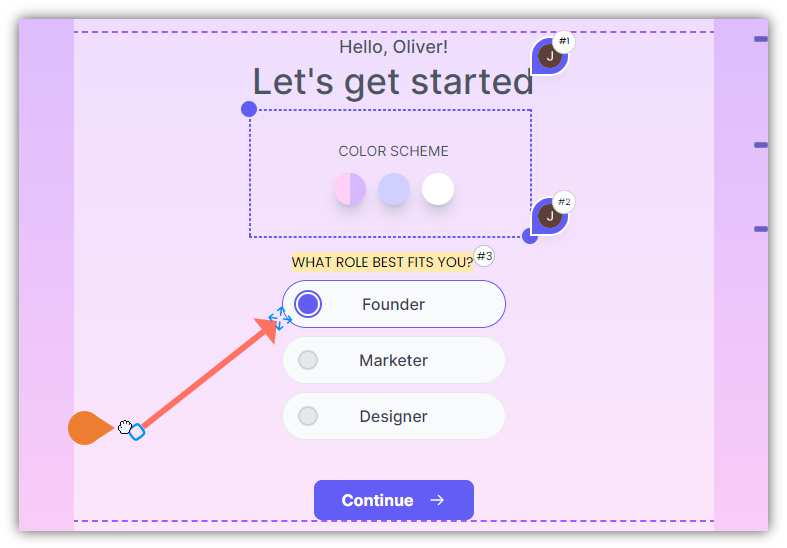 Hello, Oliver!
J #1
Let's get started
COLOR SCHEME
J #2
WHAT ROLE BEST FITS YOU? #3
Founder
Marketer
Designer
Continue →